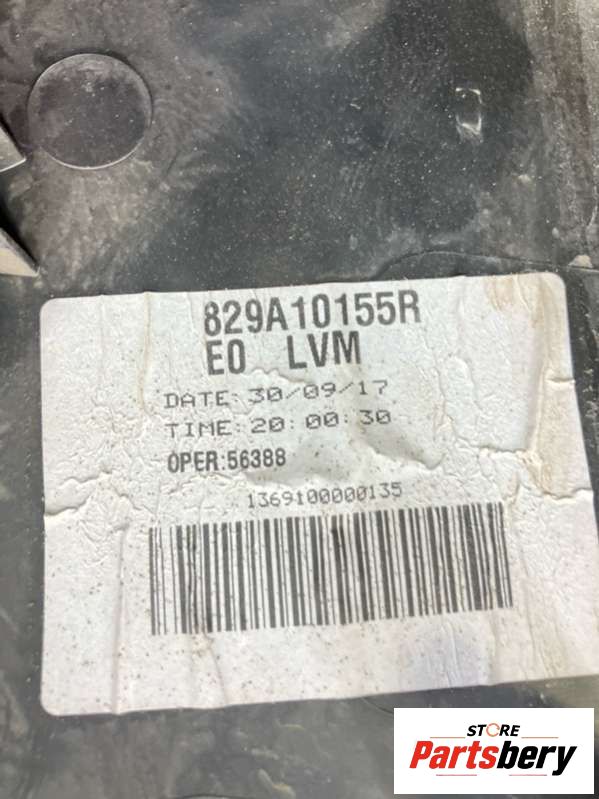 829A10155R
E0 LVM
DATE: 30/09/17
TIME: 20:00:30
OPER:56388
1369100000135
STORE
Partsbery